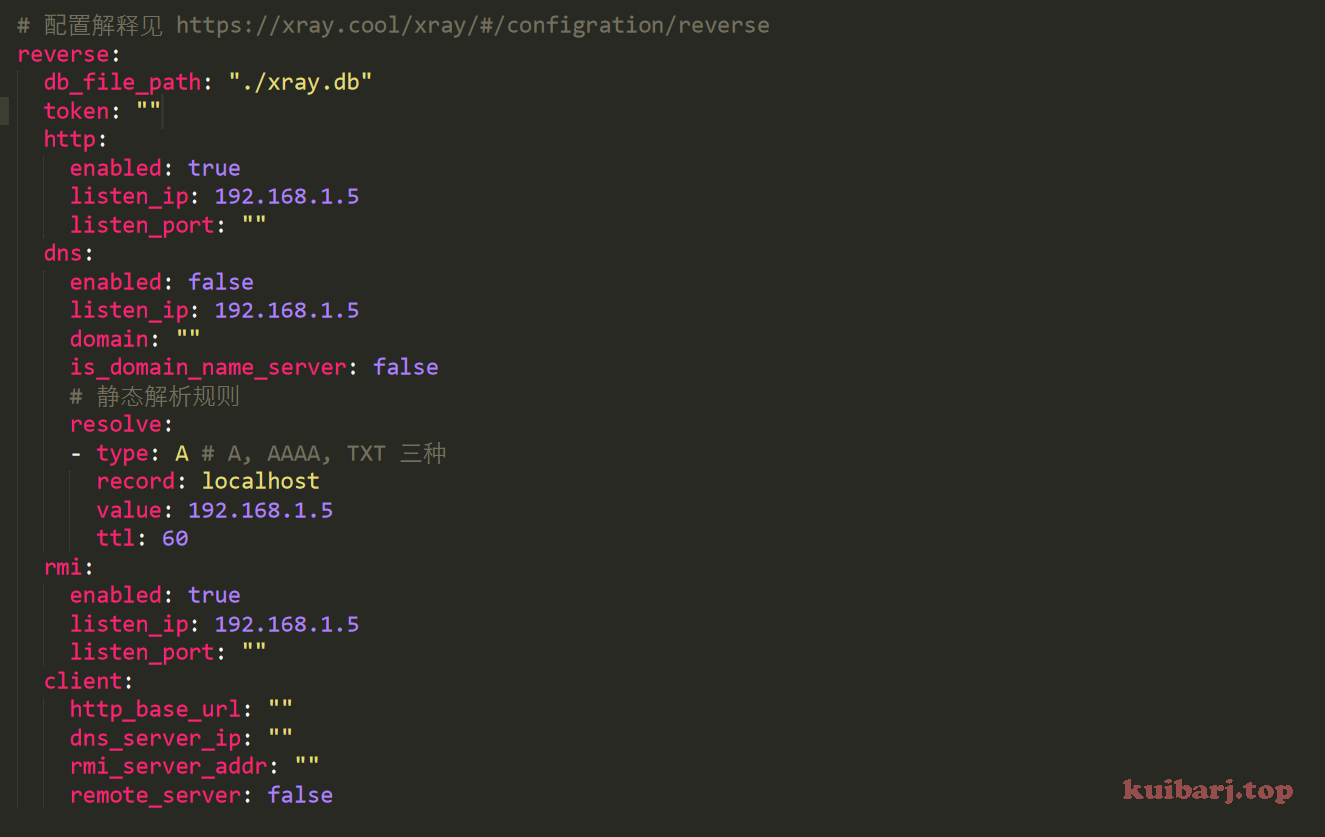 # 配置解释见 https://xray.cool/xray/#/configration/reverse
reverse:
  db_file_path: "./xray.db"
  token: ""
  http:
    enabled: true
    listen_ip: 192.168.1.5
    listen_port: ""
  dns:
    enabled: false
    listen_ip: 192.168.1.5
    domain: ""
    is_domain_name_server: false
    # 静态解析规则
    resolve:
    - type: A # A, AAAA, TXT 三种
      record: localhost
      value: 192.168.1.5
      ttl: 60
  rmi:
    enabled: true
    listen_ip: 192.168.1.5
    listen_port: ""
  client:
    http_base_url: ""
    dns_server_ip: ""
    rmi_server_addr: ""
    remote_server: false
kuibarj.top